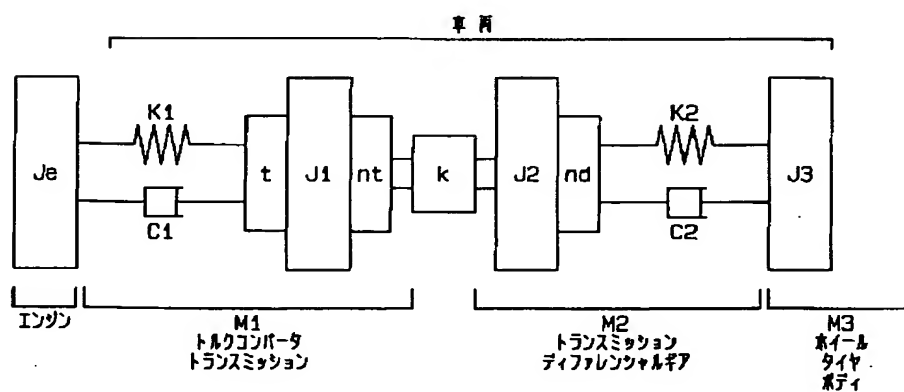 車両
K1
K2
Je
t
J1
nt
k
J2
nd
J3
C1
C2
エンジン
M1
トルクコンバータ
トランスミッション
M2
トランスミッション
ディファレンシャルギア
M3
ホイール
タイヤ
ボディ